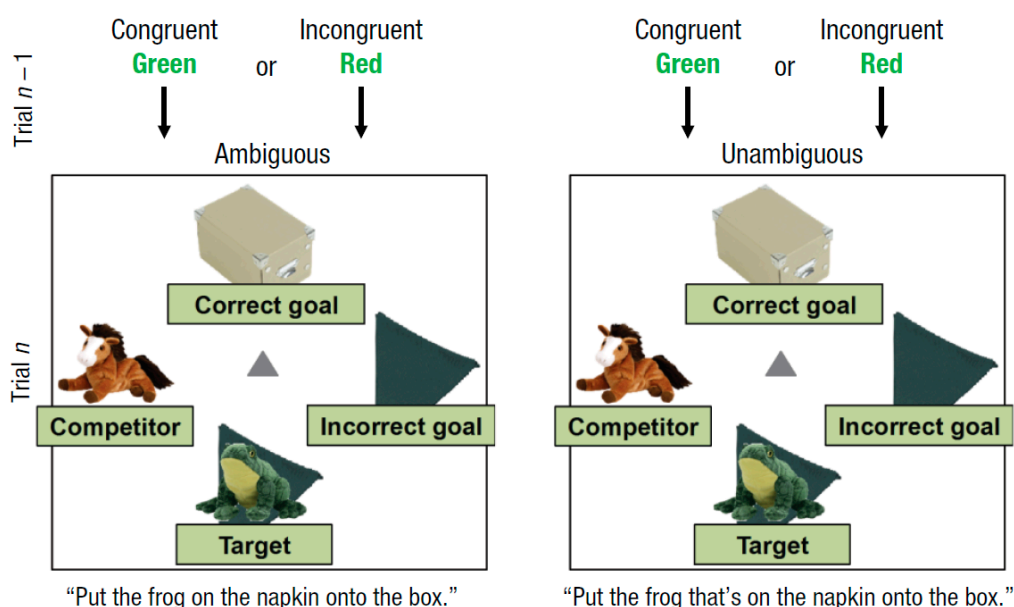 Trial n – 1
Congruent
Green
or
Incongruent
Red
Congruent
Green
or
Incongruent
Red
Trial n
Ambiguous
Correct goal
Competitor
Incorrect goal
Target
"Put the frog on the napkin onto the box."
Unambiguous
Correct goal
Competitor
Incorrect goal
Target
"Put the frog that's on the napkin onto the box."